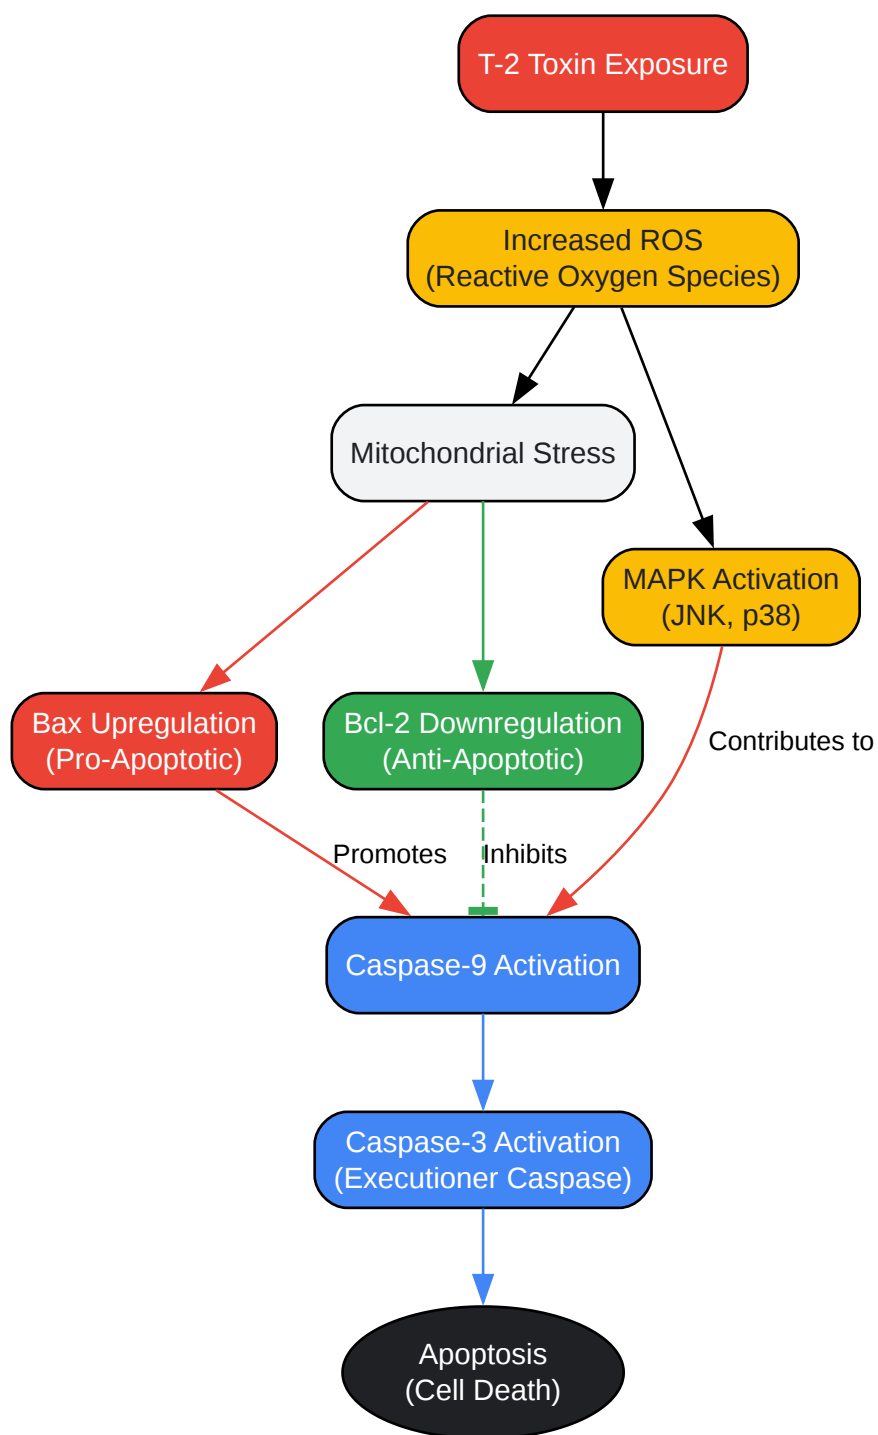 T-2 Toxin Exposure
Increased ROS
(Reactive Oxygen Species)
Mitochondrial Stress
MAPK Activation
(JNK, p38)
Bax Upregulation
(Pro-Apoptotic)
Bcl-2 Downregulation
(Anti-Apoptotic)
Contributes to
Promotes
Inhibits
Caspase-9 Activation
Caspase-3 Activation
(Executioner Caspase)
Apoptosis
(Cell Death)